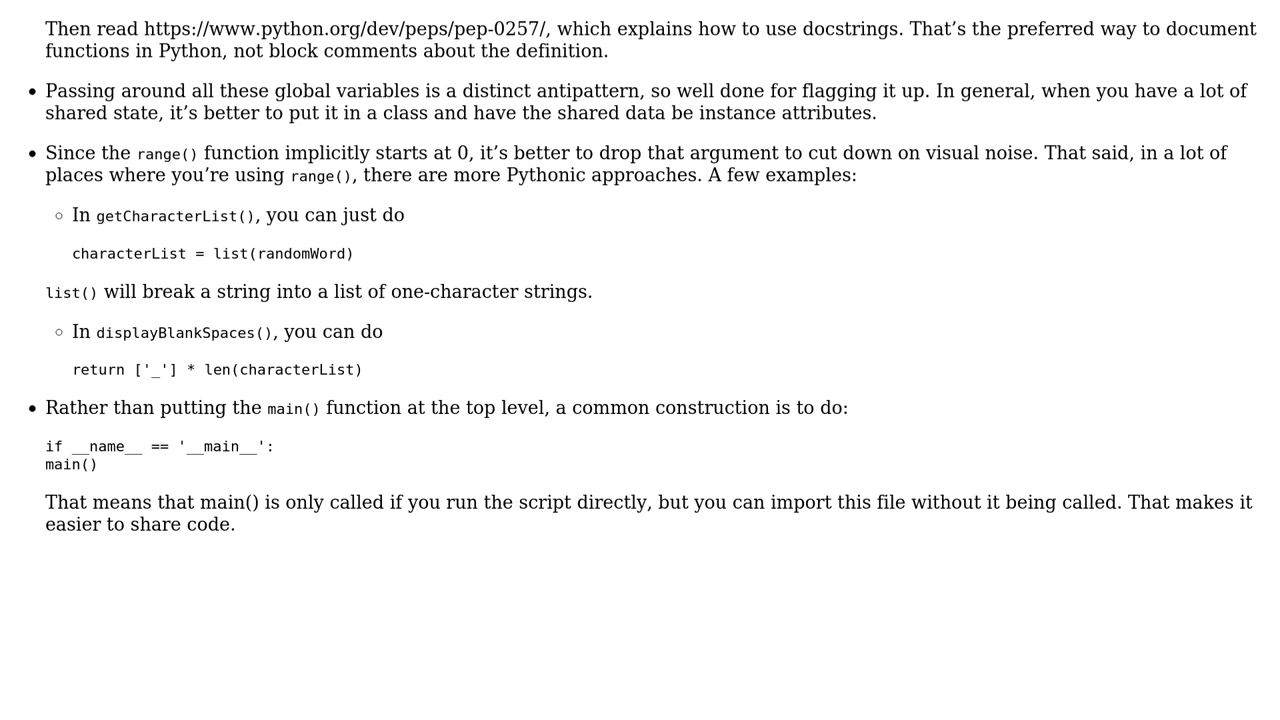 Then read https://www.python.org/dev/peps/pep-0257/, which explains how to use docstrings. That’s the preferred way to document
functions in Python, not block comments about the definition.
• Passing around all these global variables is a distinct antipattern, so well done for flagging it up. In general, when you have a lot of
shared state, it’s better to put it in a class and have the shared data be instance attributes.
• Since the range() function implicitly starts at 0, it’s better to drop that argument to cut down on visual noise. That said, in a lot of
places where you’re using range(), there are more Pythonic approaches. A few examples:
◦ In getCharacterList(), you can just do
characterList = list(randomWord)
list() will break a string into a list of one-character strings.
◦ In displayBlankSpaces(), you can do
return ['_'] * len(characterList)
• Rather than putting the main() function at the top level, a common construction is to do:
if __name__ == '__main__':
main()
That means that main() is only called if you run the script directly, but you can import this file without it being called. That makes it
easier to share code.